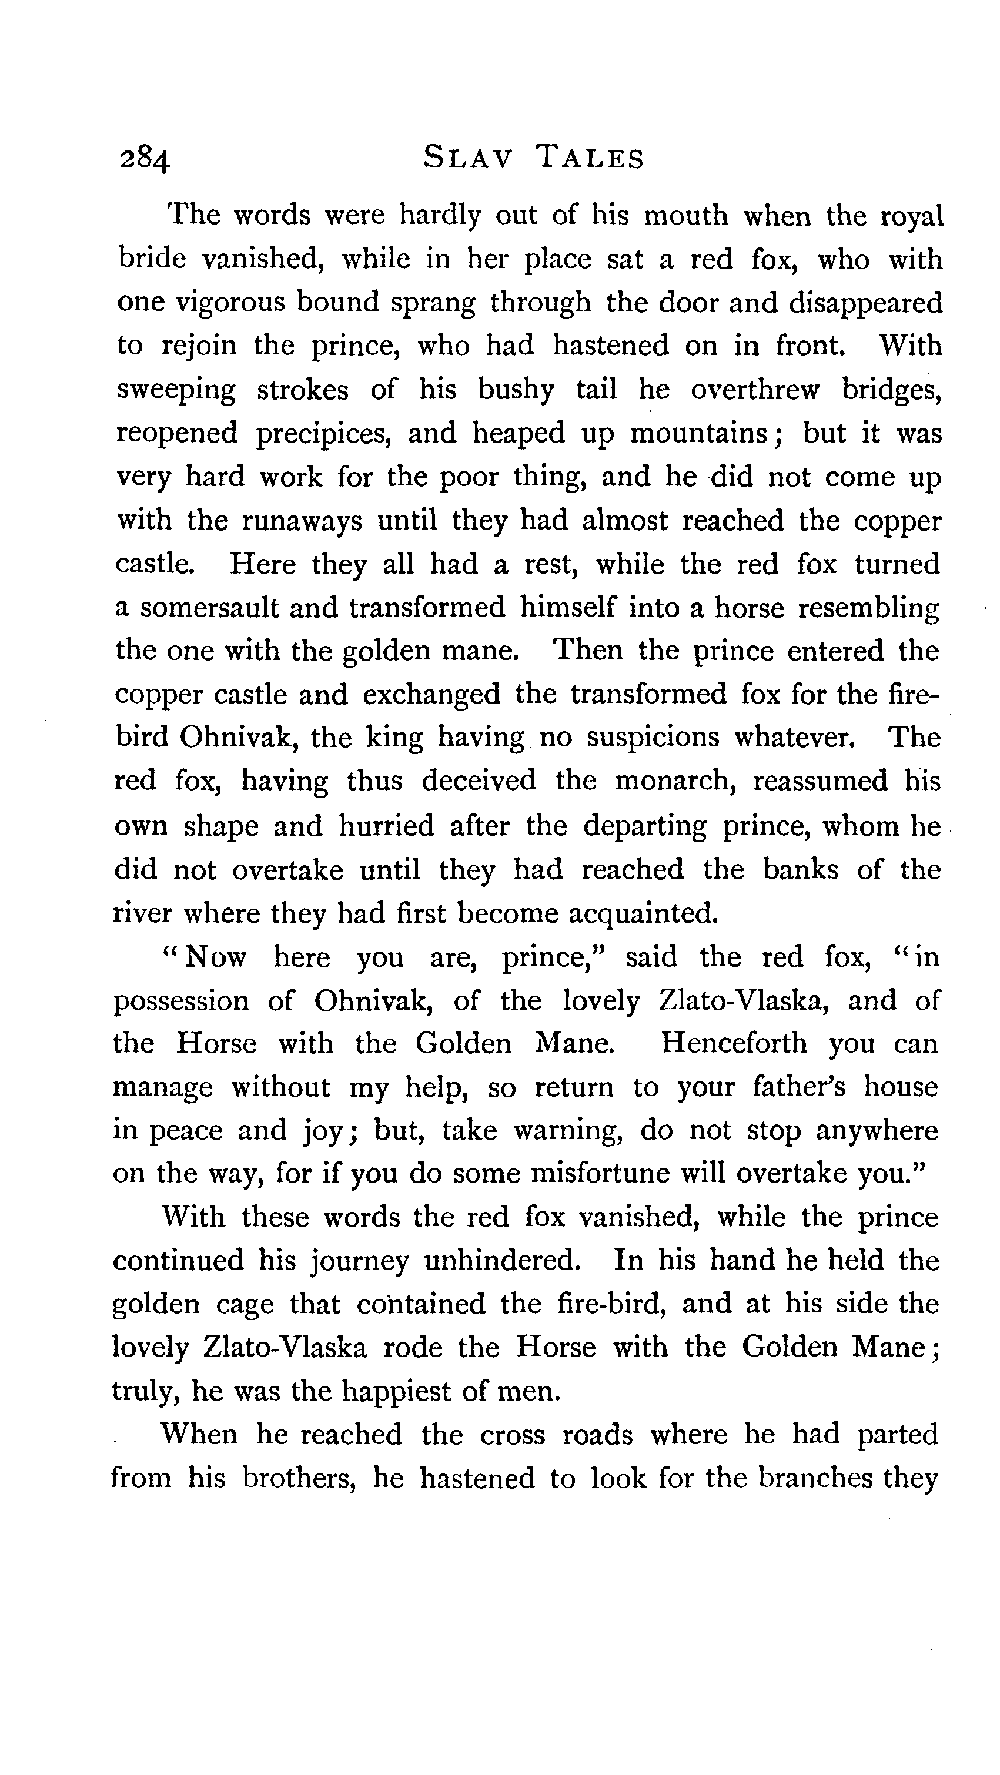 284 SLAV TALES
The words were hardly out of his mouth when the royal
bride vanished, while in her place sat a red fox, who with
one vigorous bound sprang through the door and disappeared
to rejoin the prince, who had hastened on in front. With
sweeping strokes of his bushy tail he overthrew bridges,
reopened precipices, and heaped up mountains; but it was
very hard work for the poor thing, and he did not come up
with the runaways until they had almost reached the copper
castle. Here they all had a rest, while the red fox turned
a somersault and transformed himself into a horse resembling
the one with the golden mane. Then the prince entered the
copper castle and exchanged the transformed fox for the fire-
bird Ohnivak, the king having no suspicions whatever. The
red fox, having thus deceived the monarch, reassumed his
own shape and hurried after the departing prince, whom he
did not overtake until they had reached the banks of the
river where they had first become acquainted.
“Now here you are, prince,” said the red fox, “in
possession of Ohnivak, of the lovely Zlato-Vlaska, and of
the Horse with the Golden Mane. Henceforth you can
manage without my help, so return to your father’s house
in peace and joy; but, take warning, do not stop anywhere
on the way, for if you do some misfortune will overtake you.”
With these words the red fox vanished, while the prince
continued his journey unhindered. In his hand he held the
golden cage that contained the fire-bird, and at his side the
lovely Zlato-Vlaska rode the Horse with the Golden Mane;
truly, he was the happiest of men.
When he reached the cross roads where he had parted
from his brothers, he hastened to look for the branches they